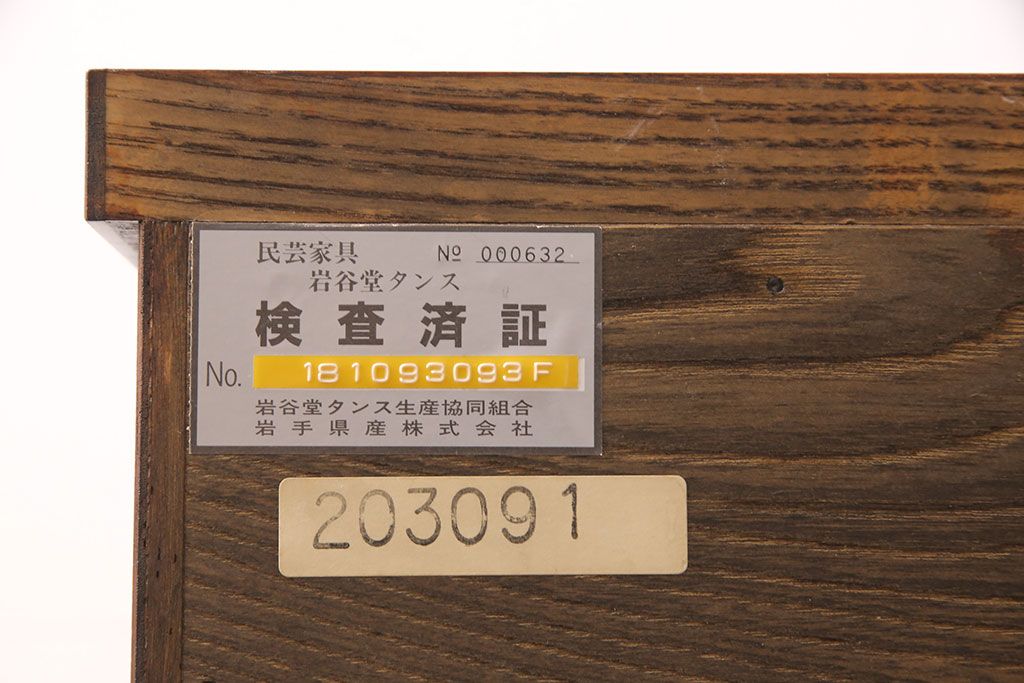 民芸家具 № 000632
岩谷堂タンス
検査済証
No. 181093093F
岩谷堂タンス生産協同組合
岩手県産株式会社
203091